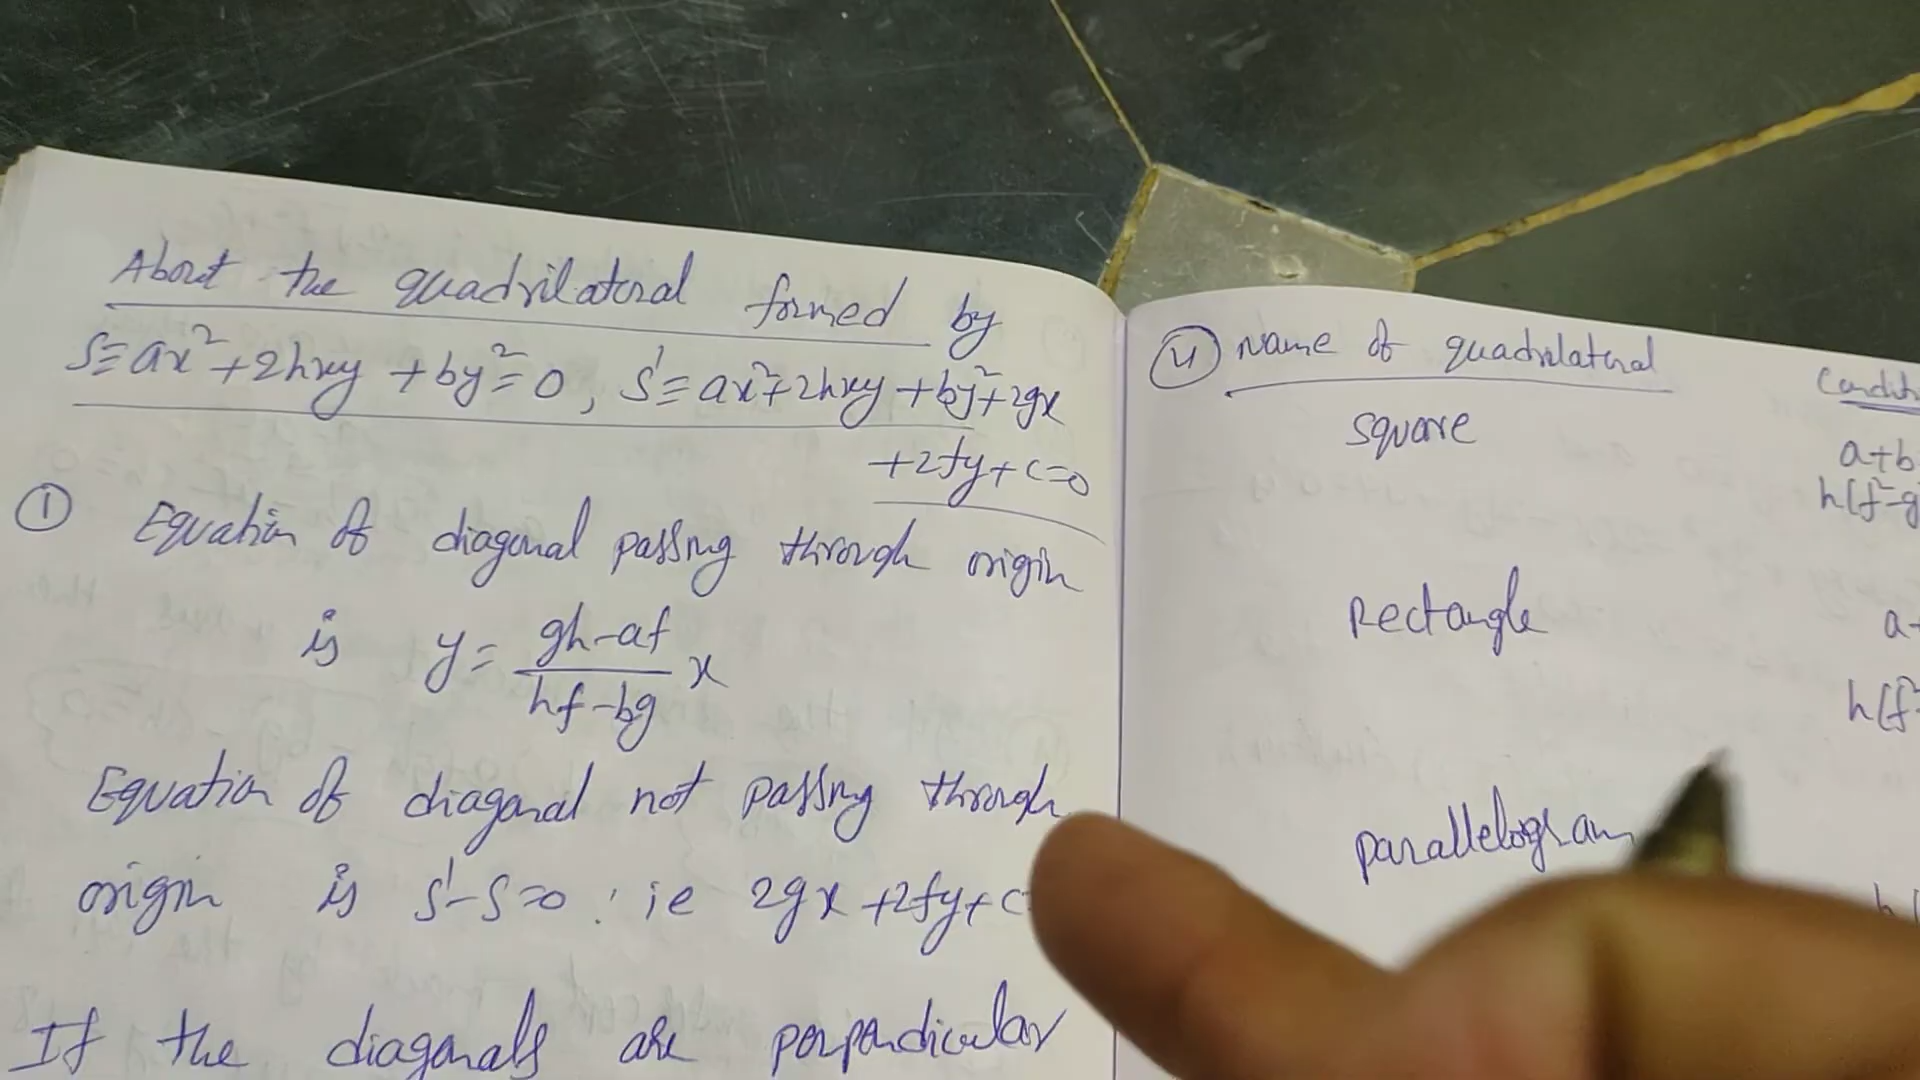 About the quadrilateral formed by
S≡ax²+2hxy+by²=0, S'≡ax²+2hxy+by²+2gx
+2fy+c=0
① Equation of diagonal passing through origin
is y= gh-af / hf-bg x
Equation of diagonal not passing through
origin is S'-S=0 : ie 2gx+2fy+c
If the diagonals are perpendicular
④ Name of quadrilateral
Square
a+b
h(f²-g
Rectangle
a+
h(f²-
parallelogram